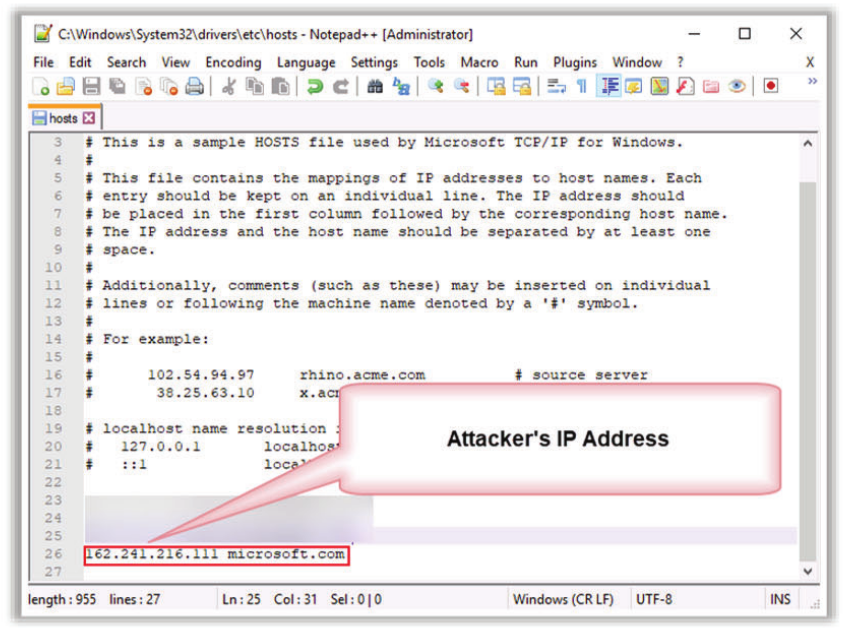 C:\Windows\System32\drivers\etc\hosts - Notepad++ [Administrator]
File Edit Search View Encoding Language Settings Tools Macro Run Plugins Window ? X
hosts
3 # This is a sample HOSTS file used by Microsoft TCP/IP for Windows.
4 #
5 # This file contains the mappings of IP addresses to host names. Each
6 # entry should be kept on an individual line. The IP address should
7 # be placed in the first column followed by the corresponding host name.
8 # The IP address and the host name should be separated by at least one
9 # space.
10 #
11 # Additionally, comments (such as these) may be inserted on individual
12 # lines or following the machine name denoted by a '#' symbol.
13 #
14 # For example:
15 #
16 # 102.54.94.97 rhino.acme.com # source server
17 # 38.25.63.10
18
19 # localhost name resolution
20 # 127.0.0.1
21 # ::1
22
23
24
25
26 162.241.216.111 microsoft.com
27
Attacker's IP Address
length : 955 lines : 27 Ln : 25 Col : 31 Sel : 0 | 0 Windows (CR LF) UTF-8 INS